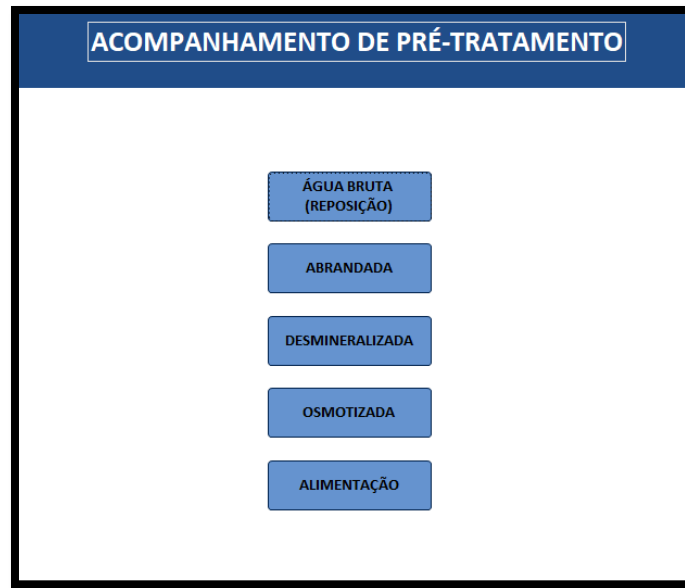 ACOMPANHAMENTO DE PRÉ-TRATAMENTO
ÁGUA BRUTA
(REPOSIÇÃO)
ABRANDADA
DESMINERALIZADA
OSMOTIZADA
ALIMENTAÇÃO